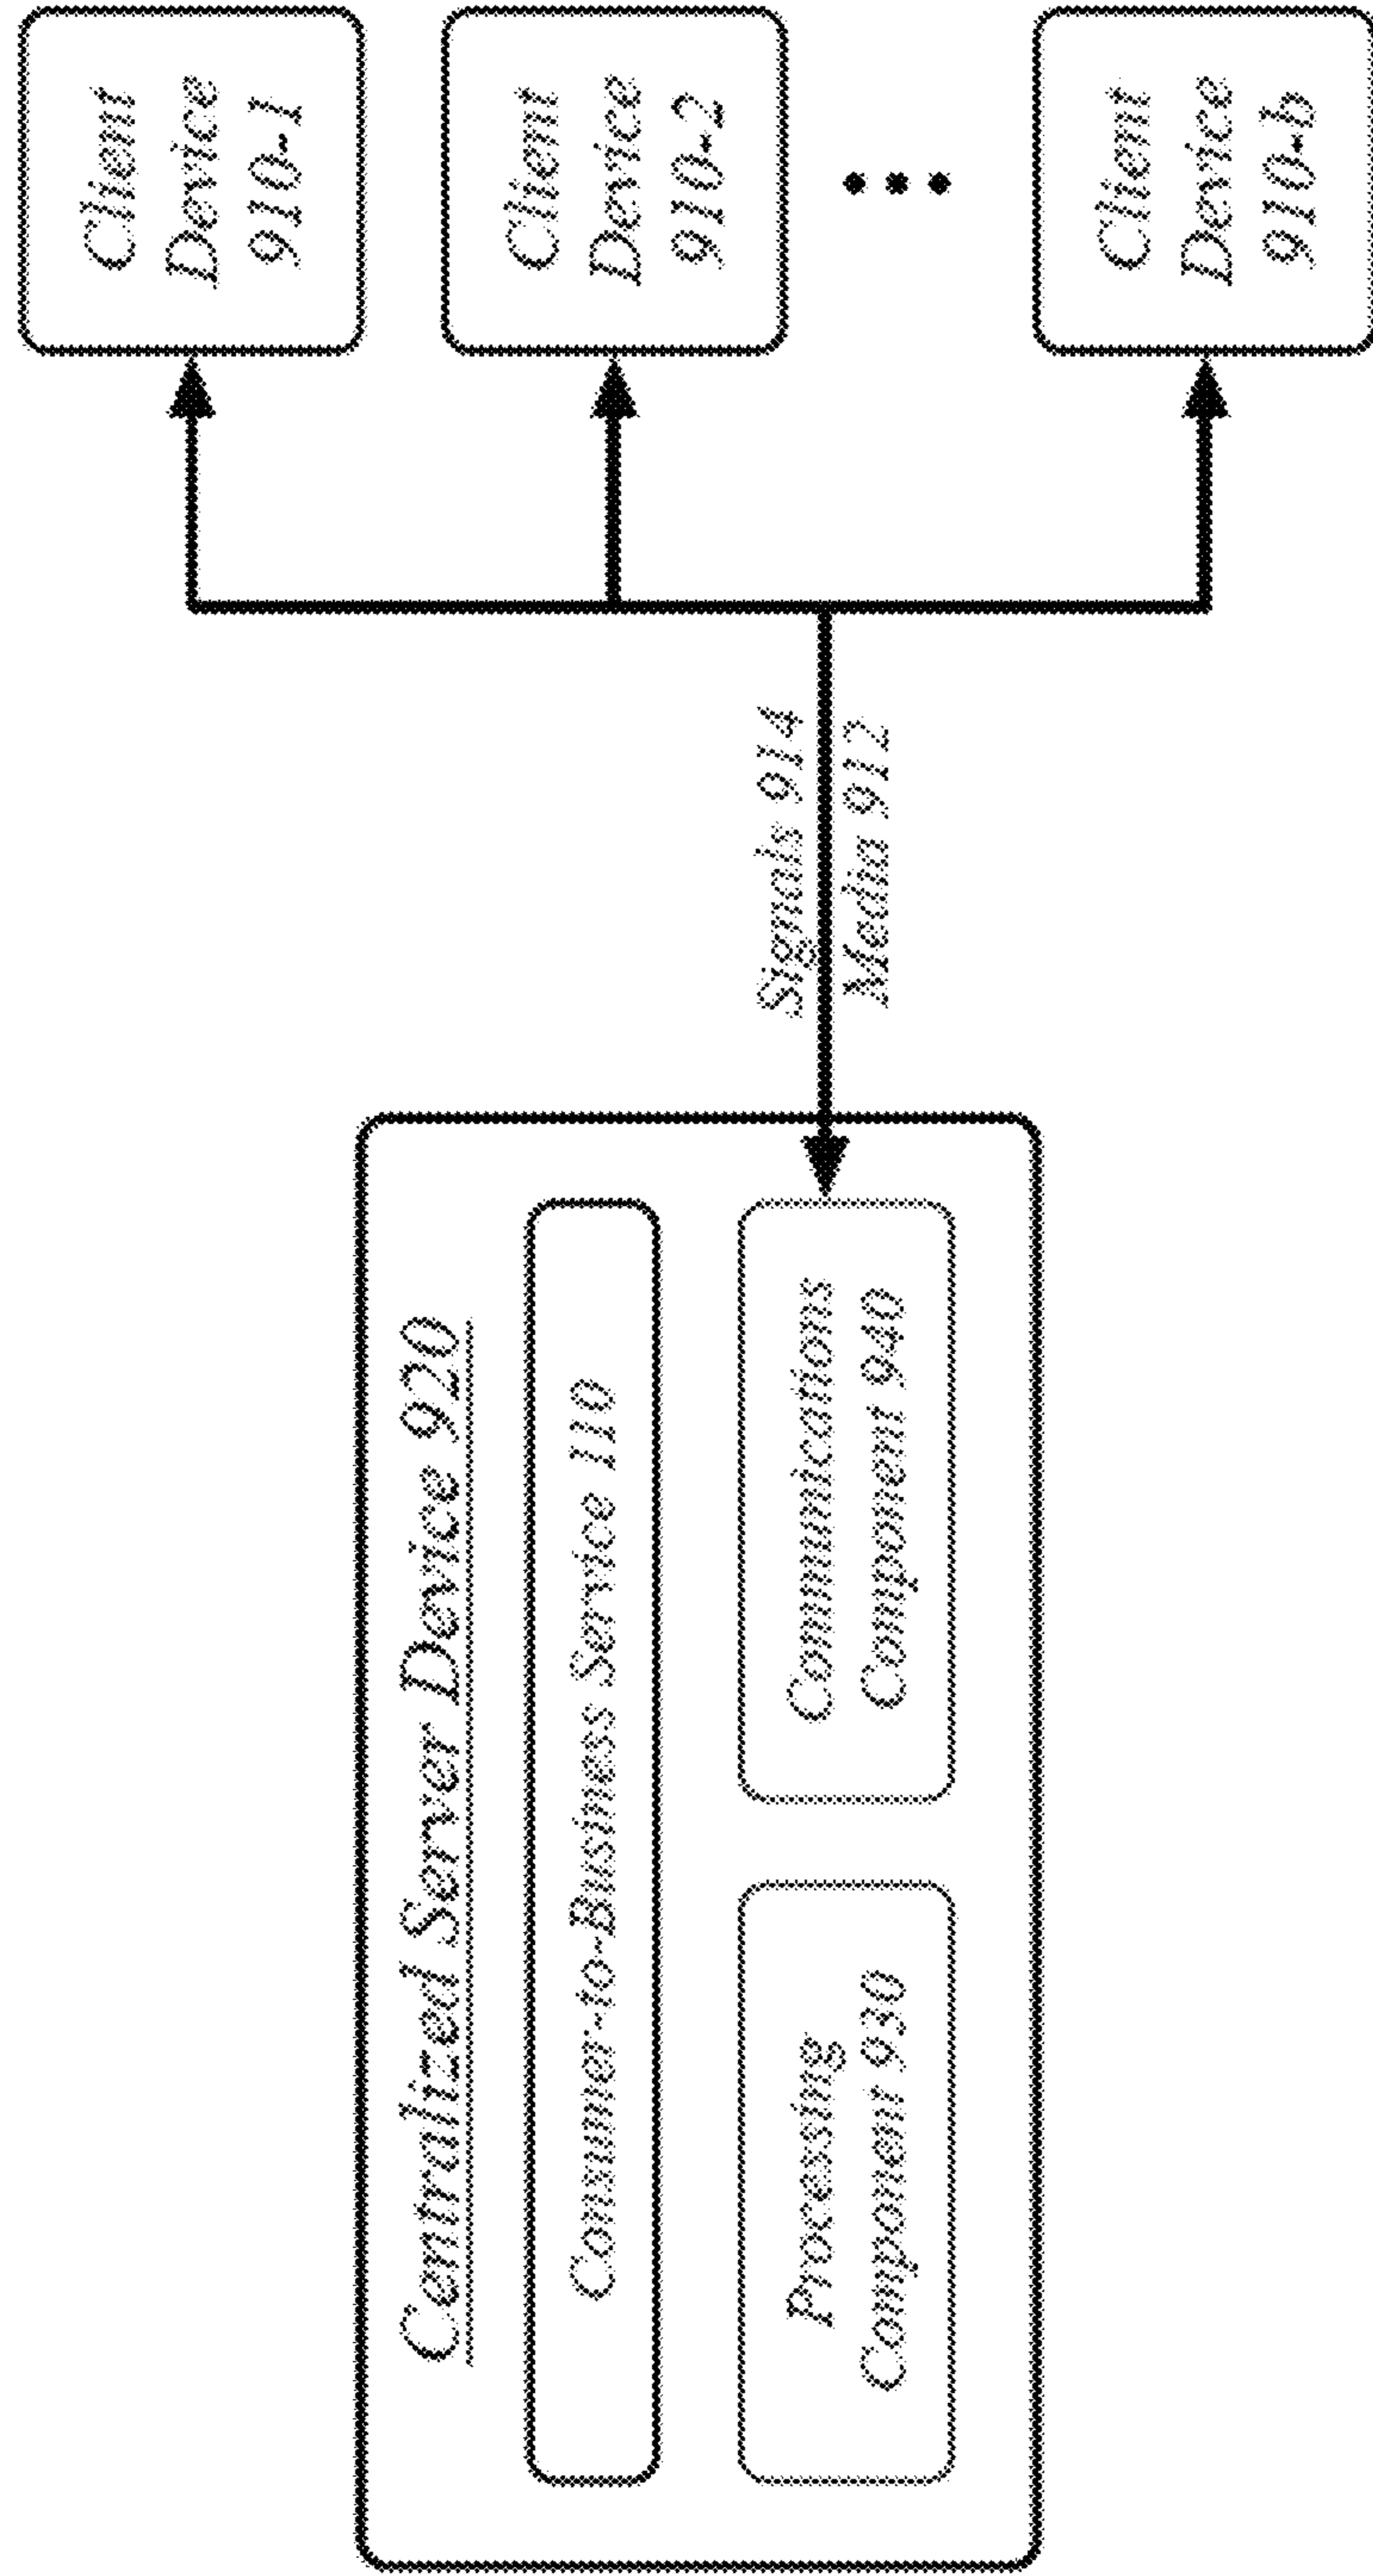 Centralized Server Device 920
Consumer-to-Business Service 110
Processing
Component 930
Communications
Component 940
Signals 914
Media 912
Client
Device
910-1
Client
Device
910-2
Client
Device
910-b